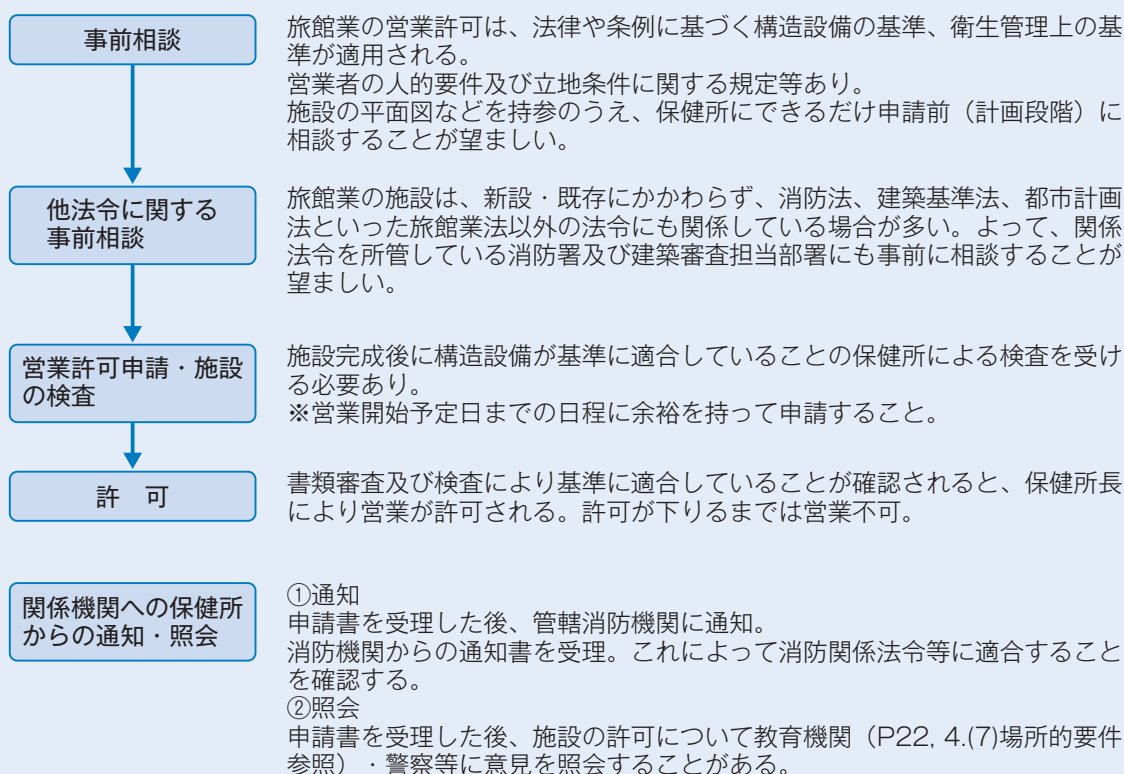 事前相談
旅館業の営業許可は、法律や条例に基づく構造設備の基準、衛生管理上の基
準が適用される。
営業者の人的要件及び立地条件に関する規定等あり。
施設の平面図などを持参のうえ、保健所にできるだけ申請前（計画段階）に
相談することが望ましい。
他法令に関する
事前相談
旅館業の施設は、新設・既存にかかわらず、消防法、建築基準法、都市計画
法といった旅館業法以外の法令にも関係している場合が多い。よって、関係
法令を所管している消防署及び建築審査担当部署にも事前に相談することが
望ましい。
営業許可申請・施設
の検査
施設完成後に構造設備が基準に適合していることの保健所による検査を受け
る必要あり。
※営業開始予定日までの日程に余裕を持って申請すること。
許　可
書類審査及び検査により基準に適合していることが確認されると、保健所長
により営業が許可される。許可が下りるまでは営業不可。
関係機関への保健所
からの通知・照会
①通知
申請書を受理した後、管轄消防機関に通知。
消防機関からの通知書を受理。これによって消防関係法令等に適合すること
を確認する。
②照会
申請書を受理した後、施設の許可について教育機関（P22, 4.(7)場所的要件
参照）・警察等に意見を照会することがある。